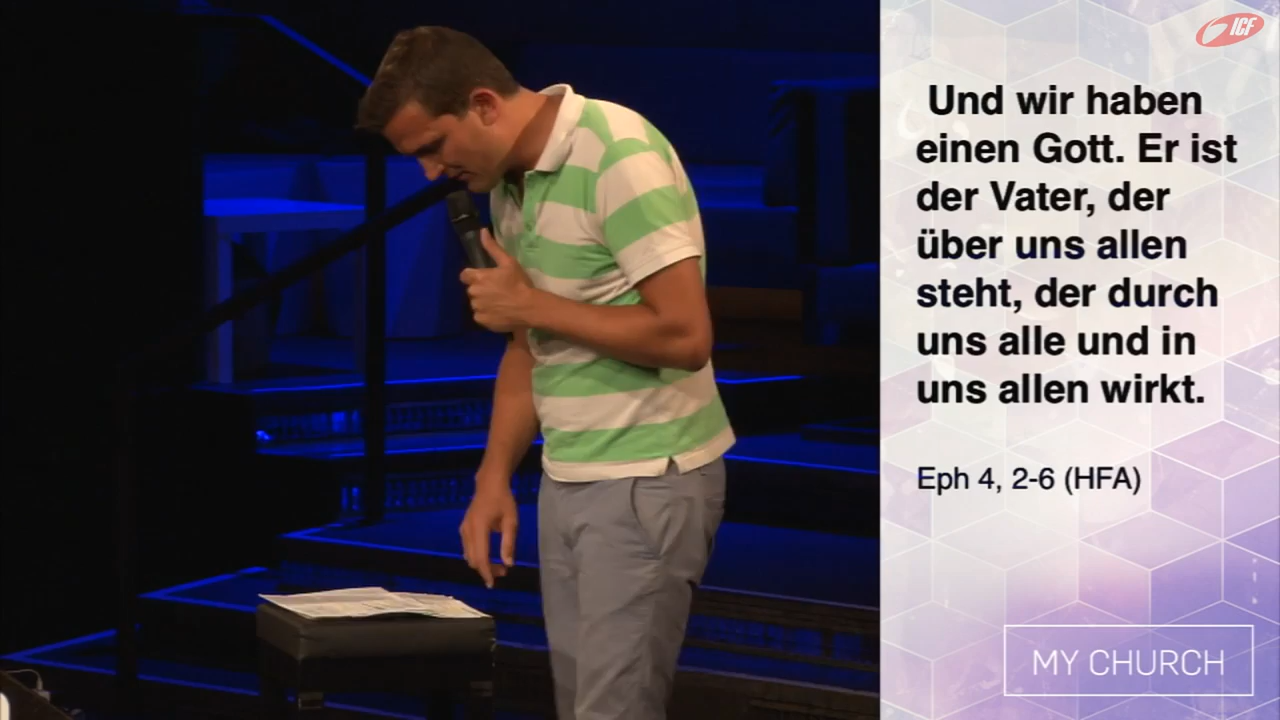 ICF
Und wir haben
einen Gott. Er ist
der Vater, der
über uns allen
steht, der durch
uns alle und in
uns allen wirkt.
Eph 4, 2-6 (HFA)
MY CHURCH